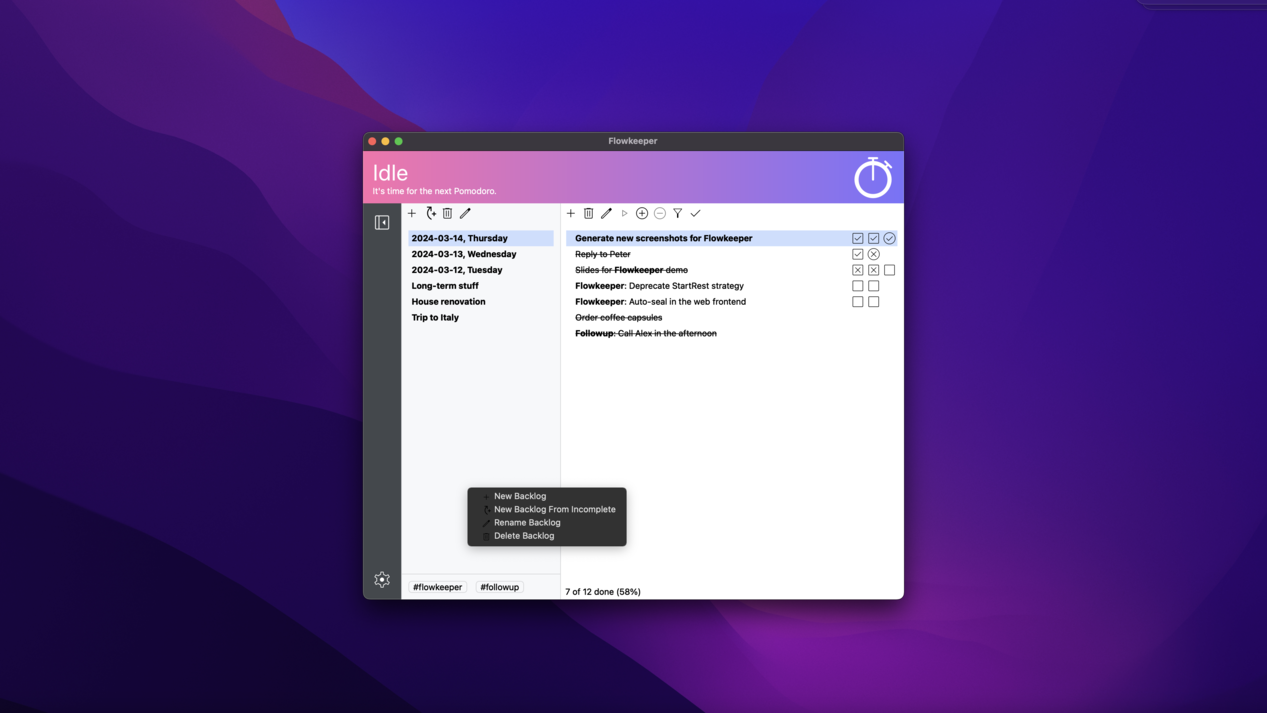 Flowkeeper
Idle
It's time for the next Pomodoro.
2024-03-14, Thursday
2024-03-13, Wednesday
2024-03-12, Tuesday
Long-term stuff
House renovation
Trip to Italy
Generate new screenshots for Flowkeeper
Reply to Peter
Slides for Flowkeeper demo
Flowkeeper: Deprecate StartRest strategy
Flowkeeper: Auto-seal in the web frontend
Order coffee capsules
Followup: Call Alex in the afternoon
New Backlog
New Backlog From Incomplete
Rename Backlog
Delete Backlog
#flowkeeper #followup
7 of 12 done (58%)